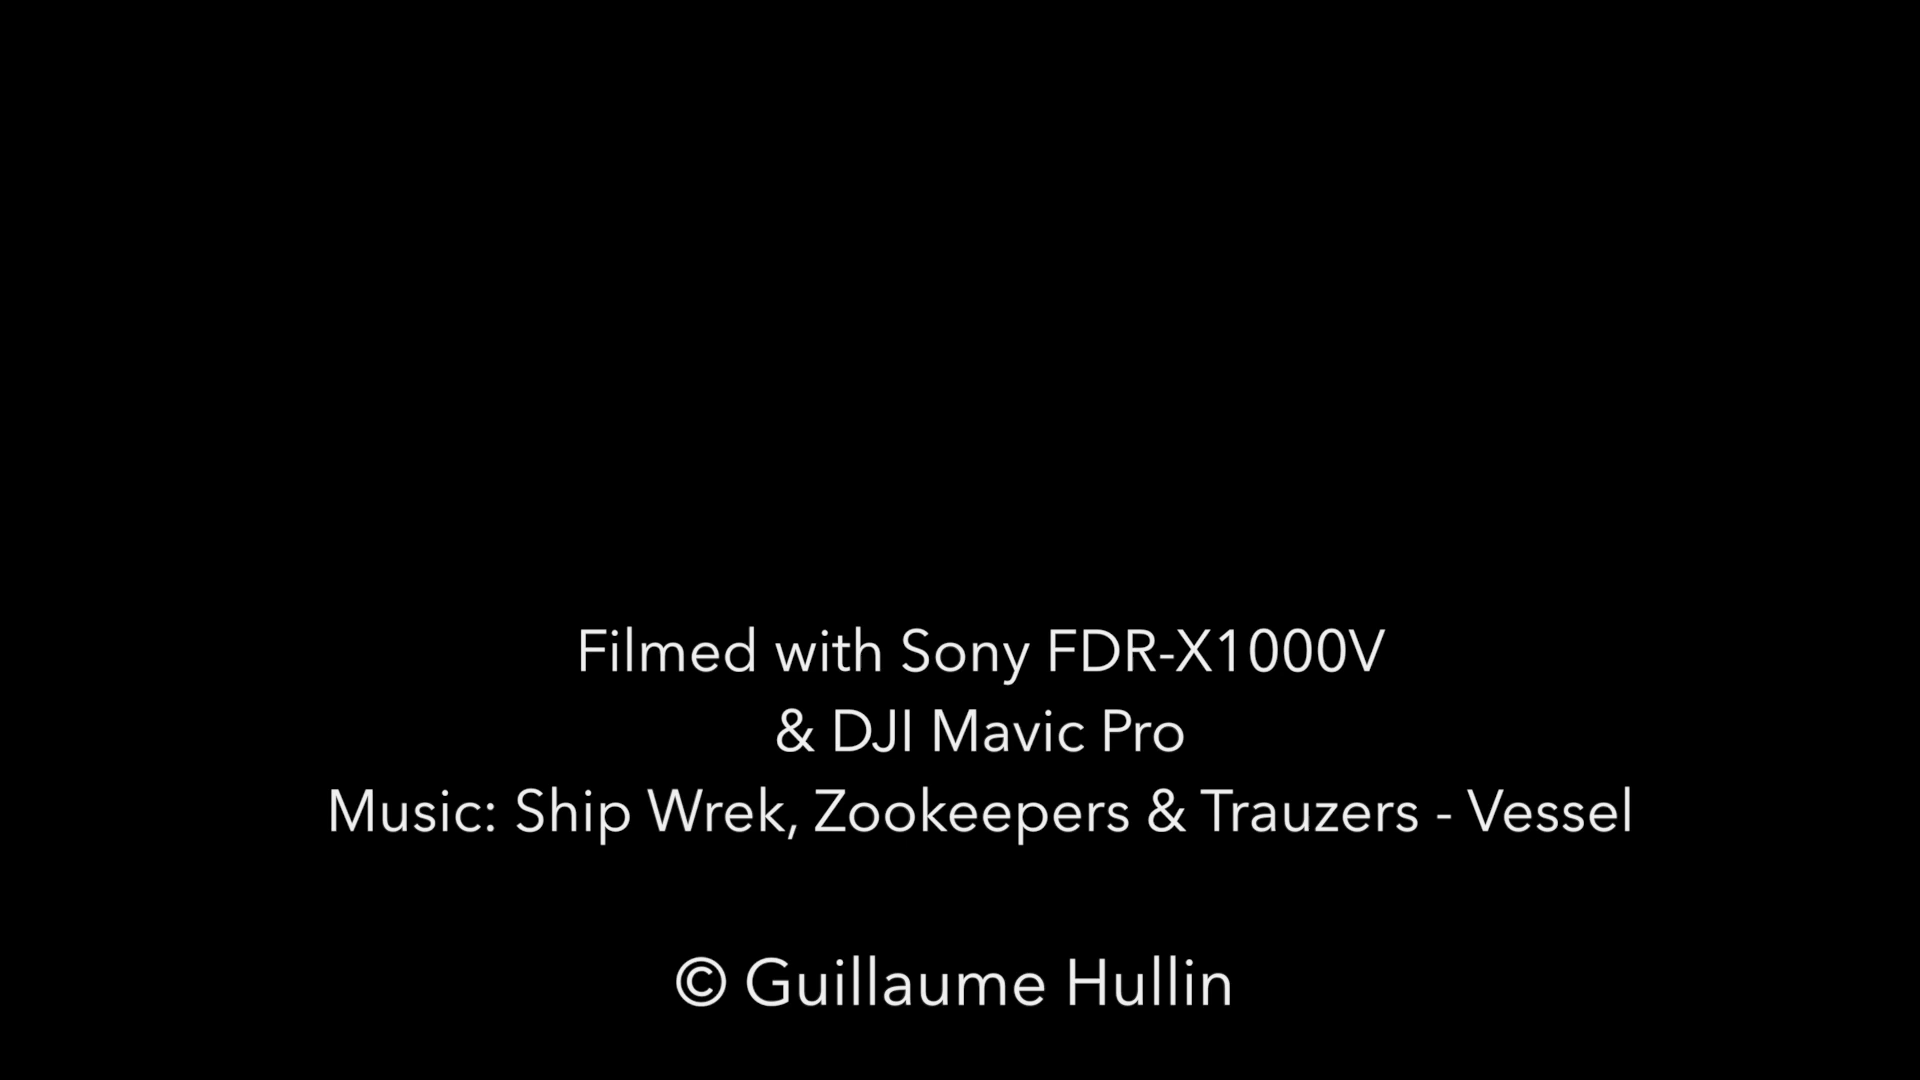 Filmed with Sony FDR-X1000V
& DJI Mavic Pro
Music: Ship Wrek, Zookeepers & Trauzers - Vessel
© Guillaume Hullin